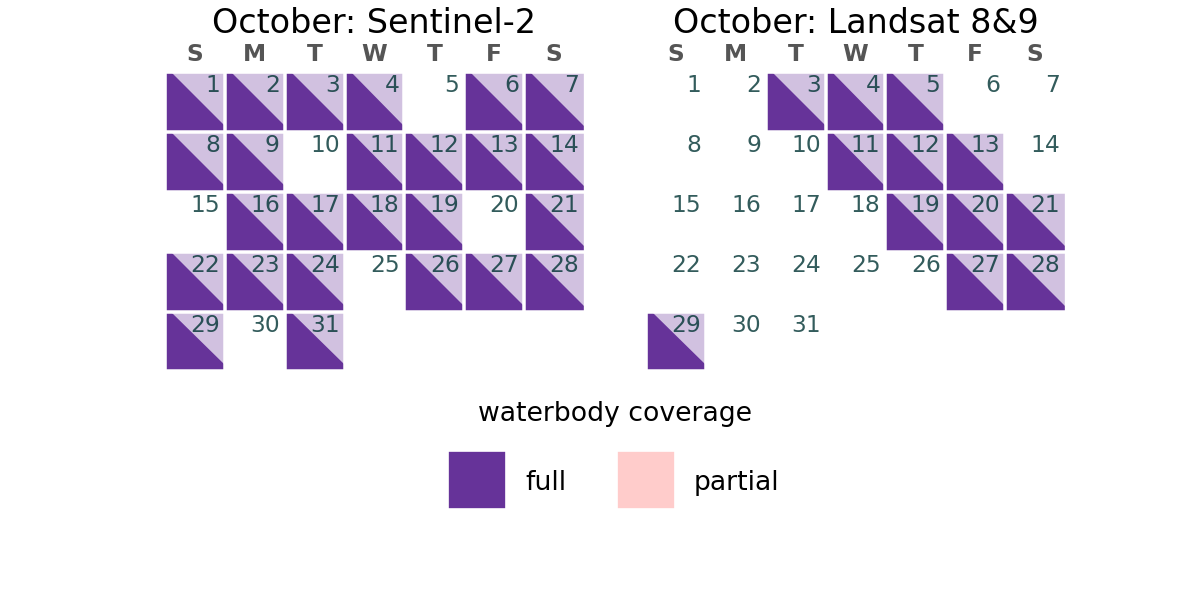 October: Sentinel-2
S M T W T F S
1 2 3 4 5 6 7
8 9 10 11 12 13 14
15 16 17 18 19 20 21
22 23 24 25 26 27 28
29 30 31
October: Landsat 8&9
S M T W T F S
1 2 3 4 5 6 7
8 9 10 11 12 13 14
15 16 17 18 19 20 21
22 23 24 25 26 27 28
29 30 31
waterbody coverage
full
partial